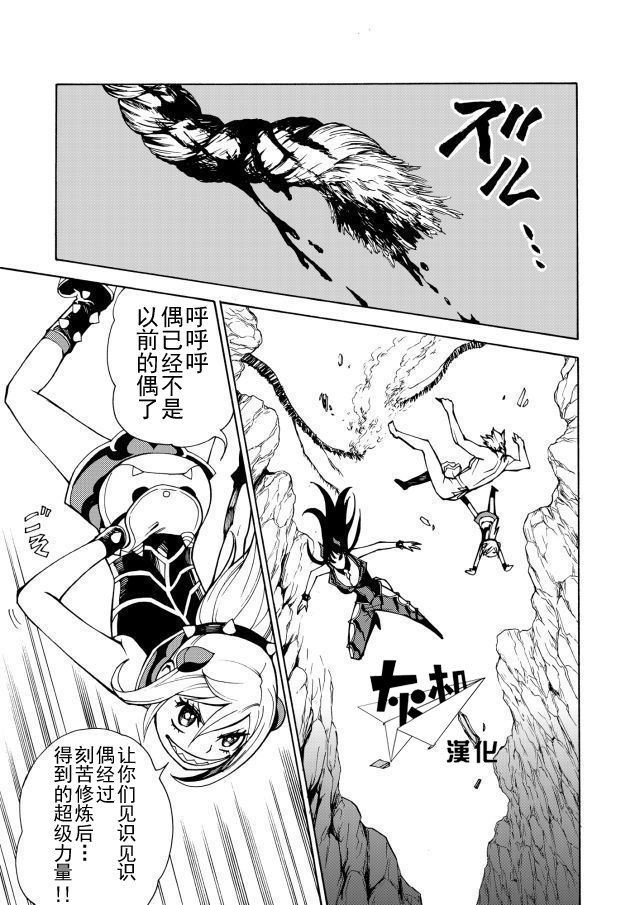 ズル…
呼呼呼
偶已经不是
以前的偶了
ごそ
灰机
漢化
让你们见识见识
偶经过
刻苦修炼后…
得到的超级力量!!